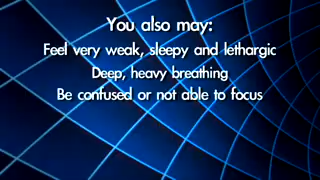 You also may:
Feel very weak, sleepy and lethargic
Deep, heavy breathing
Be confused or not able to focus